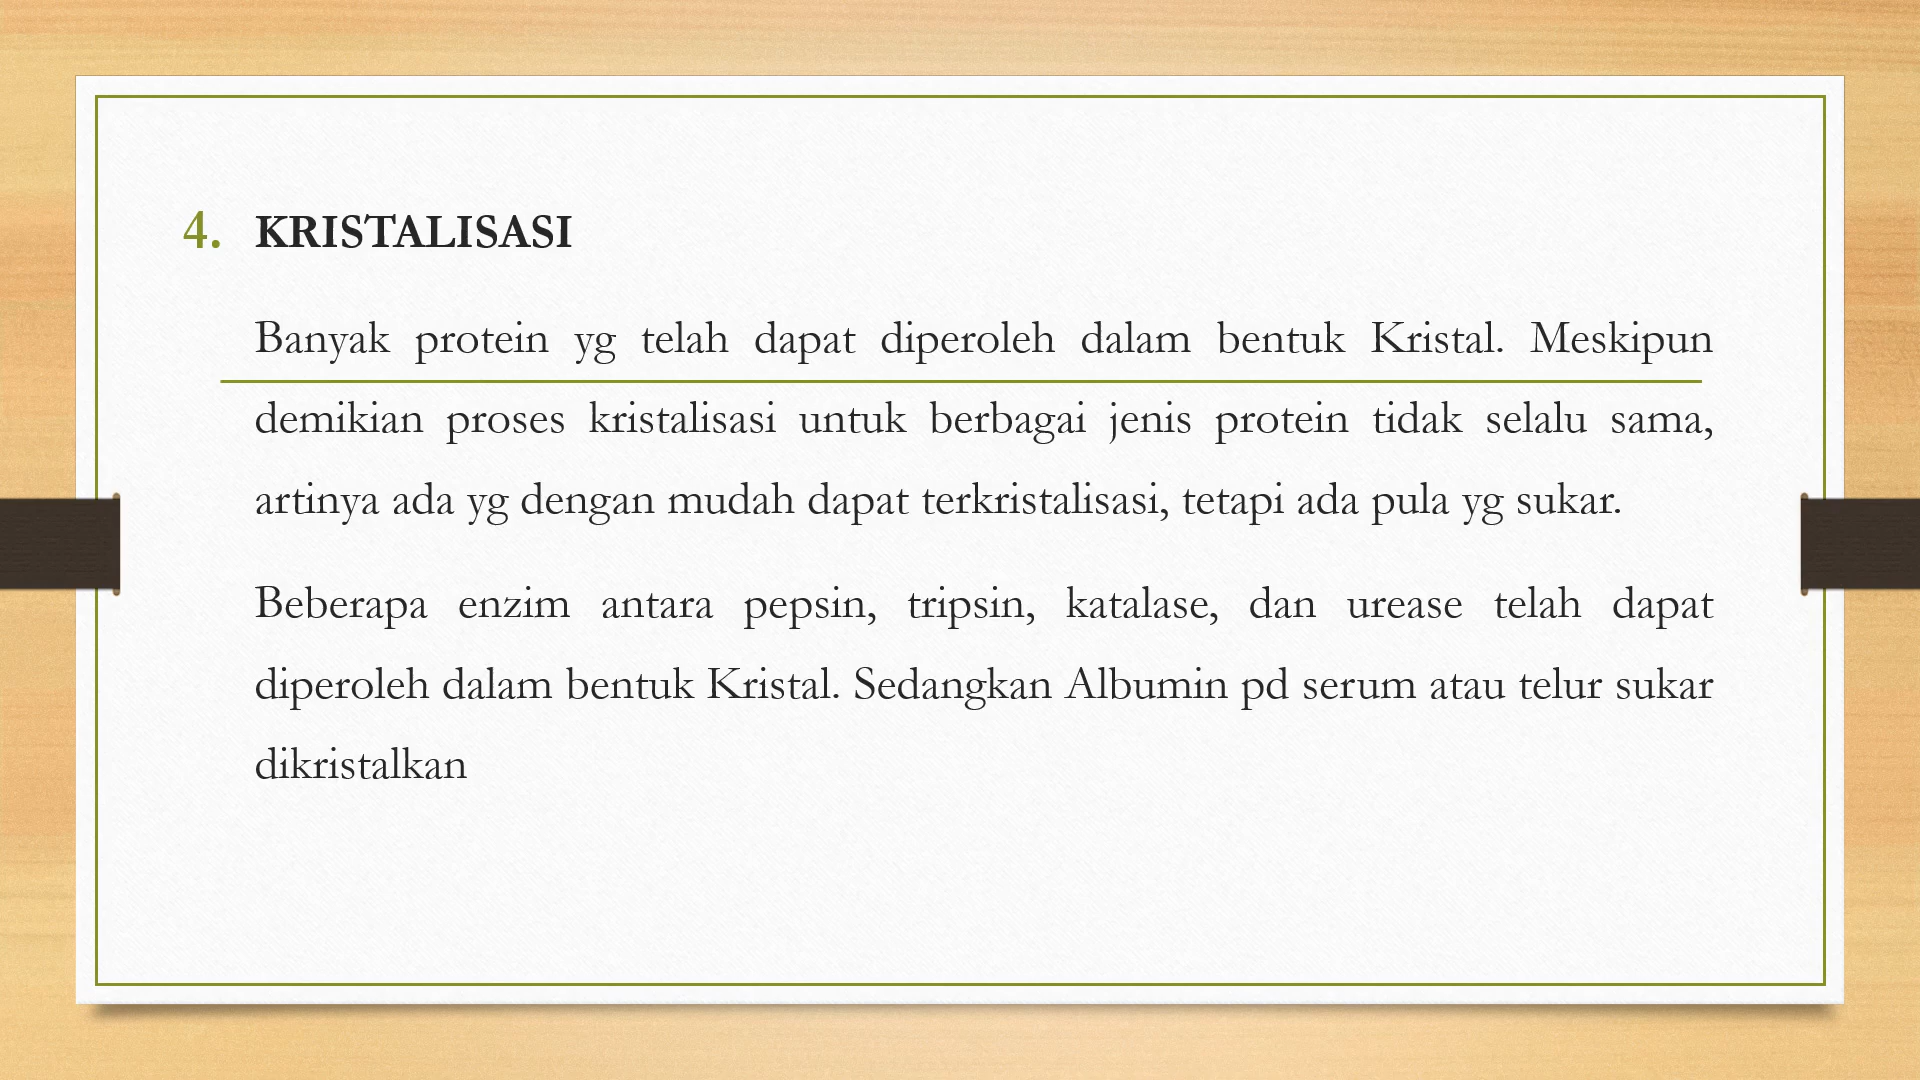 4. KRISTALISASI
Banyak protein yg telah dapat diperoleh dalam bentuk Kristal. Meskipun
demikian proses kristalisasi untuk berbagai jenis protein tidak selalu sama,
artinya ada yg dengan mudah dapat terkristalisasi, tetapi ada pula yg sukar.
Beberapa enzim antara pepsin, tripsin, katalase, dan urease telah dapat
diperoleh dalam bentuk Kristal. Sedangkan Albumin pd serum atau telur sukar
dikristalkan